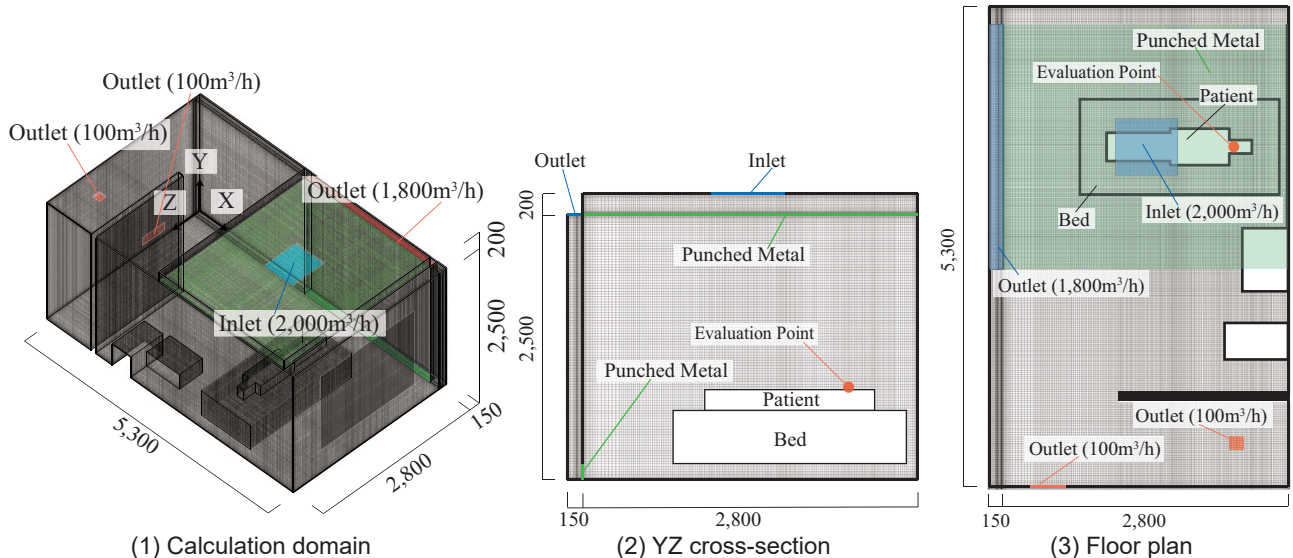 Outlet (100m³/h)
Outlet (100m³/h)
Y
Z
X
Outlet (1,800m³/h)
Inlet (2,000m³/h)
200
2,500
150
5,300
2,800
(1) Calculation domain
Outlet
Inlet
200
Punched Metal
2,500
Evaluation Point
Punched Metal
Patient
Bed
150
2,800
(2) YZ cross-section
Punched Metal
Evaluation Point
Patient
Bed
Inlet (2,000m³/h)
5,300
Outlet (1,800m³/h)
Outlet (100m³/h)
Outlet (100m³/h)
150
2,800
(3) Floor plan